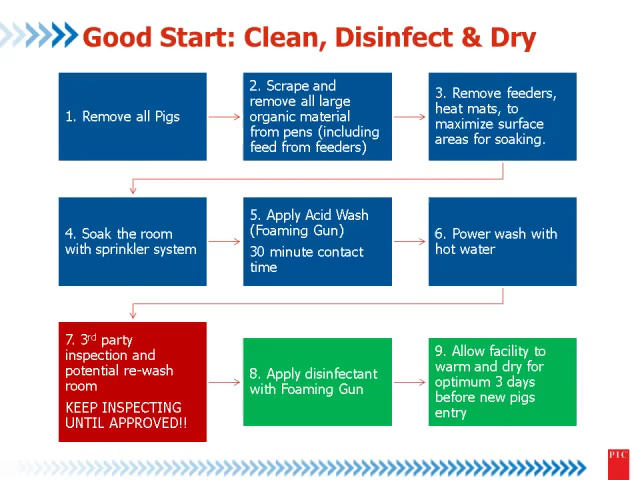 Good Start: Clean, Disinfect & Dry
1. Remove all Pigs
2. Scrape and
remove all large
organic material
from pens (including
feed from feeders)
3. Remove feeders,
heat mats, to
maximize surface
areas for soaking.
4. Soak the room
with sprinkler system
5. Apply Acid Wash
(Foaming Gun)
30 minute contact
time
6. Power wash with
hot water
7. 3rd party
inspection and
potential re-wash
room
KEEP INSPECTING
UNTIL APPROVED!!
8. Apply disinfectant
with Foaming Gun
9. Allow facility to
warm and dry for
optimum 3 days
before new pigs
entry
PIC